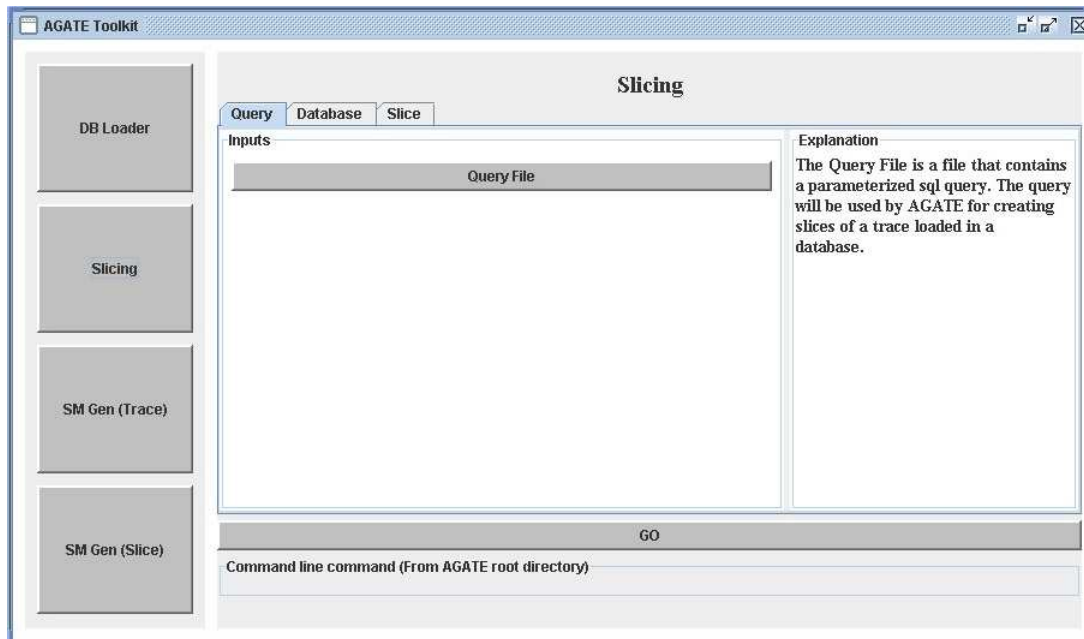 AGATE Toolkit
DB Loader
Slicing
SM Gen (Trace)
SM Gen (Slice)
Slicing
Query Database Slice
Inputs
Query File
Explanation
The Query File is a file that contains
a parameterized sql query. The query
will be used by AGATE for creating
slices of a trace loaded in a
database.
GO
Command line command (From AGATE root directory)